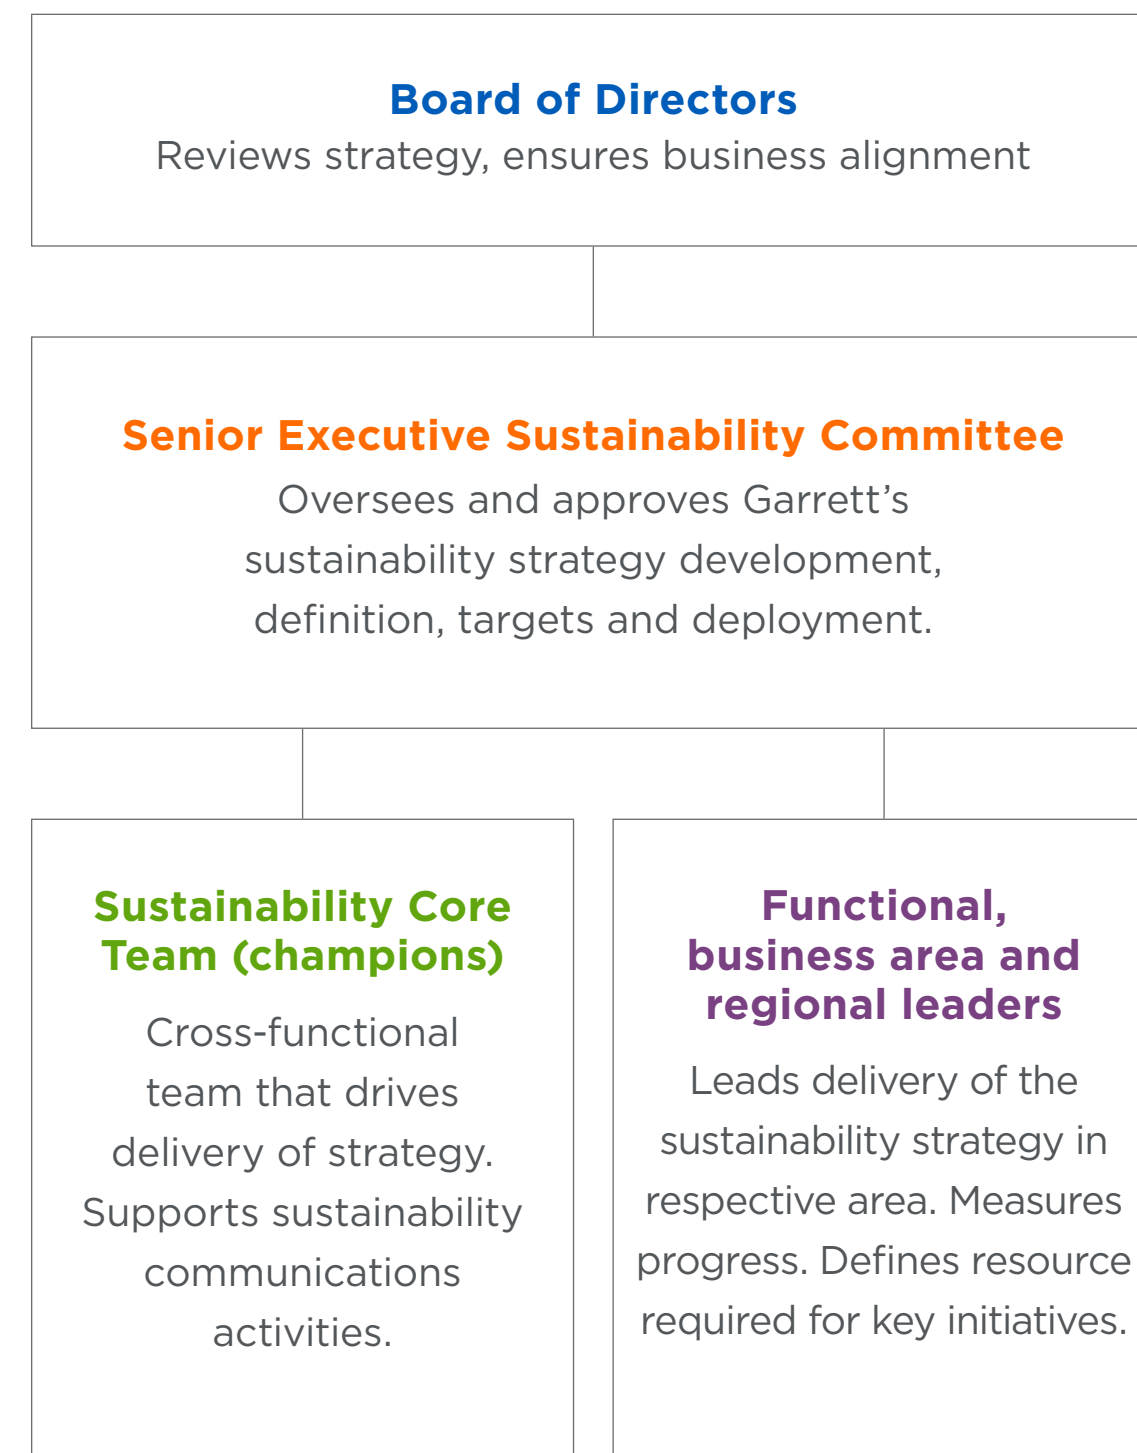 Board of Directors
Reviews strategy, ensures business alignment
Senior Executive Sustainability Committee
Oversees and approves Garrett’s
sustainability strategy development,
definition, targets and deployment.
Sustainability Core
Team (champions)
Cross-functional
team that drives
delivery of strategy.
Supports sustainability
communications
activities.
Functional,
business area and
regional leaders
Leads delivery of the
sustainability strategy in
respective area. Measures
progress. Defines resource
required for key initiatives.